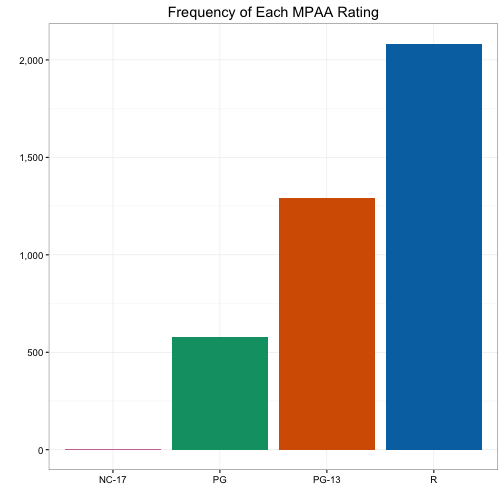 Frequency of Each MPAA Rating
2,000
1,500
1,000
500
0
NC-17 PG PG-13 R